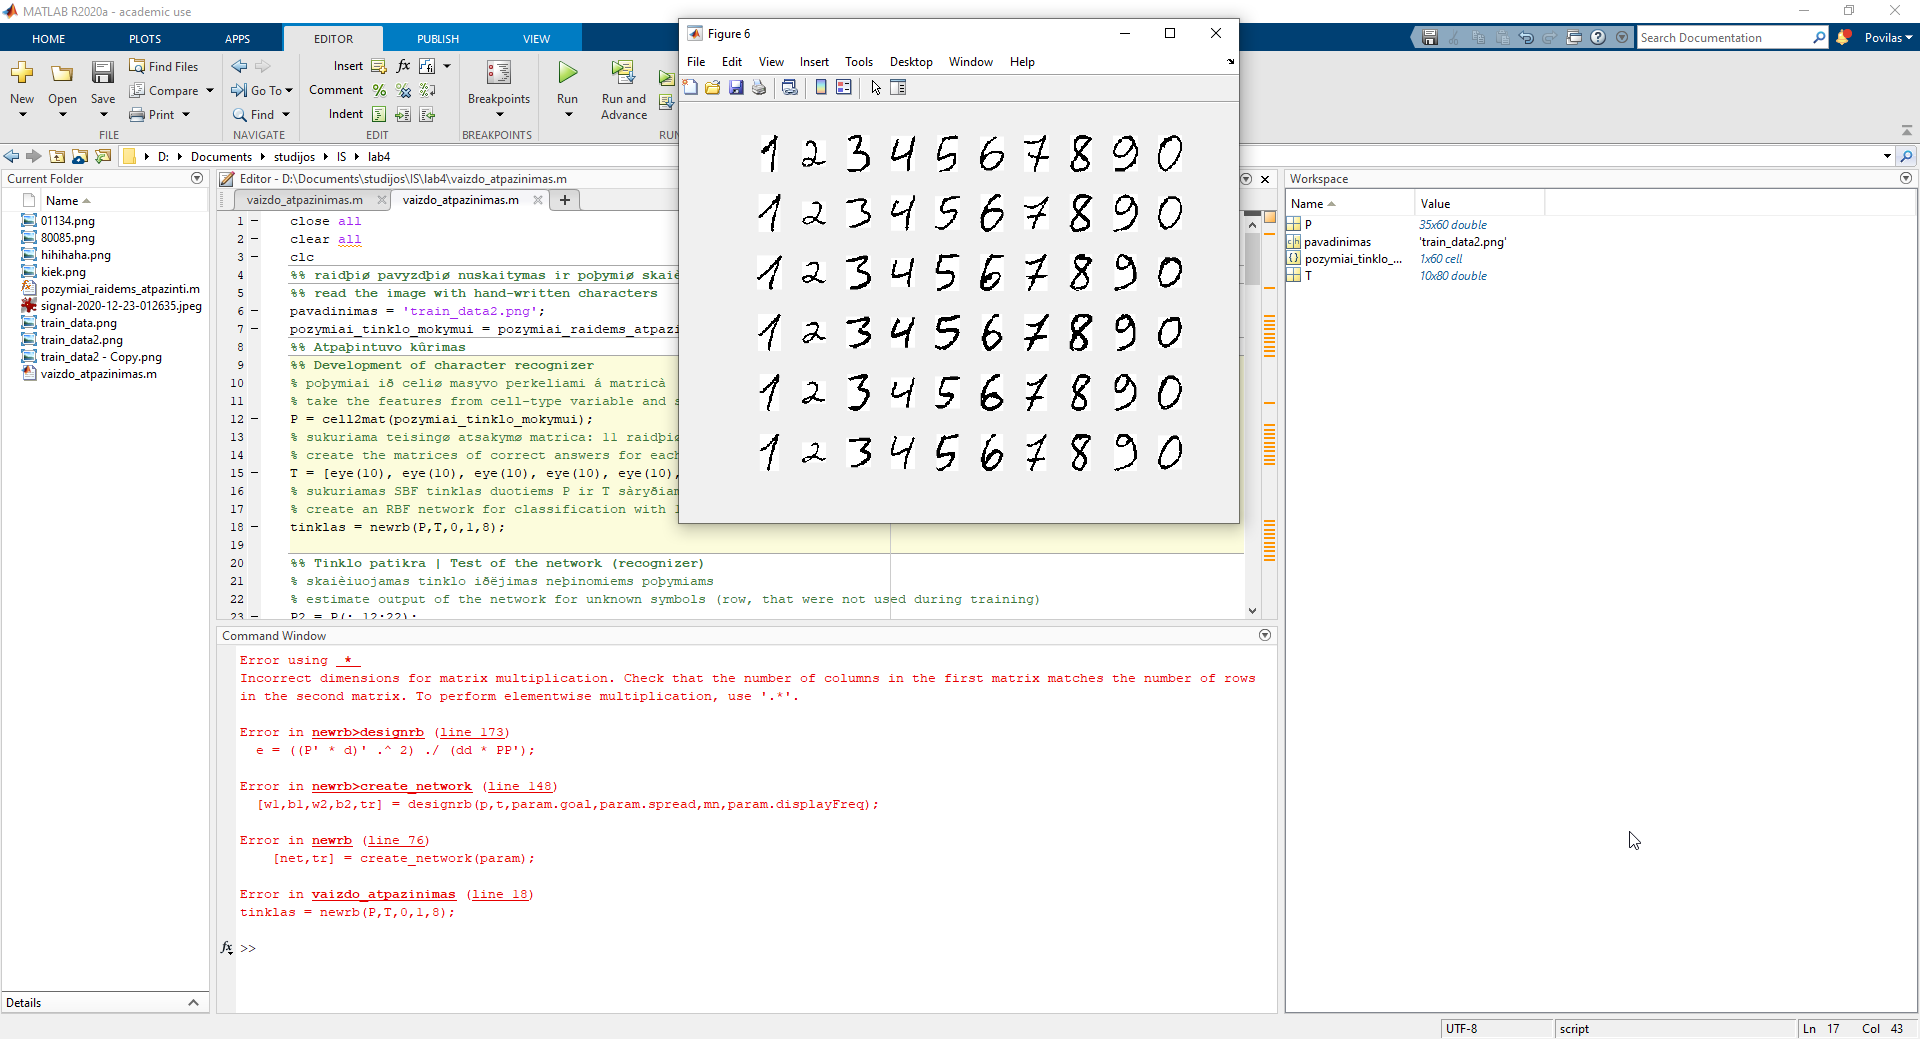 MATLAB R2020a - academic use
HOME PLOTS APPS EDITOR PUBLISH VIEW
Search Documentation
Povilas
New Open Save
Find Files
Compare
Print
FILE
Go To
Find
NAVIGATE
Insert
Comment
Indent
EDIT
Breakpoints
BREAKPOINTS
Run
Run and Advance
RUN
D: Documents studijos IS lab4
Current Folder
Name
01134.png
80085.png
hihihaha.png
kiek.png
pozymiai_raidems_atpazinti.m
signal-2020-12-23-012635.jpeg
train_data.png
train_data2.png
train_data2 - Copy.png
vaizdo_atpazinimas.m
Details
Editor - D:\Documents\studijos\IS\lab4\vaizdo_atpazinimas.m
vaizdo_atpazinimas.m vaizdo_atpazinimas.m
1 close all
2 clear all
3 clc
4 %% raidþiø pavyzdþiø nuskaitymas ir poþymiø skaiè
5 %% read the image with hand-written characters
6 pavadinimas = 'train_data2.png';
7 pozymiai_tinklo_mokymui = pozymiai_raidems_atpazi
8 %% Atpaþintuvo kûrimas
9 %% Development of character recognizer
10 % poþymiai ið celiø masyvo perkeliami á matricà
11 % take the features from cell-type variable and s
12 P = cell2mat(pozymiai_tinklo_mokymui);
13 % sukuriama teisingø atsakymø matrica: 11 raidþiø
14 % create the matrices of correct answers for each
15 T = [eye(10), eye(10), eye(10), eye(10), eye(10),
16 % sukuriamas SBF tinklas duotiems P ir T sàryðiam
17 % create an RBF network for classification with 1
18 tinklas = newrb(P,T,0,1,8);
19
20 %% Tinklo patikra | Test of the network (recognizer)
21 % skaièiuojamas tinklo iðëjimas neþinomiems poþymiams
22 % estimate output of the network for unknown symbols (row, that were not used during training)
23 P2 = P(:,12:22);
Figure 6
File Edit View Insert Tools Desktop Window Help
1 2 3 4 5 6 7 8 9 0
1 2 3 4 5 6 7 8 9 0
1 2 3 4 5 6 7 8 9 0
1 2 3 4 5 6 7 8 9 0
1 2 3 4 5 6 7 8 9 0
1 2 3 4 5 6 7 8 9 0
Command Window
Error using *
Incorrect dimensions for matrix multiplication. Check that the number of columns in the first matrix matches the number of rows
in the second matrix. To perform elementwise multiplication, use '.*'.
Error in newrb>designrb (line 173)
e = ((P' * d)' .^ 2) ./ (dd * PP');
Error in newrb>create_network (line 148)
[w1,b1,w2,b2,tr] = designrb(p,t,param.goal,param.spread,mn,param.displayFreq);
Error in newrb (line 76)
[net,tr] = create_network(param);
Error in vaizdo_atpazinimas (line 18)
tinklas = newrb(P,T,0,1,8);
fx >>
Workspace
Name Value
P 35x60 double
pavadinimas 'train_data2.png'
pozymiai_tinklo_... 1x60 cell
T 10x80 double
UTF-8 script Ln 17 Col 43